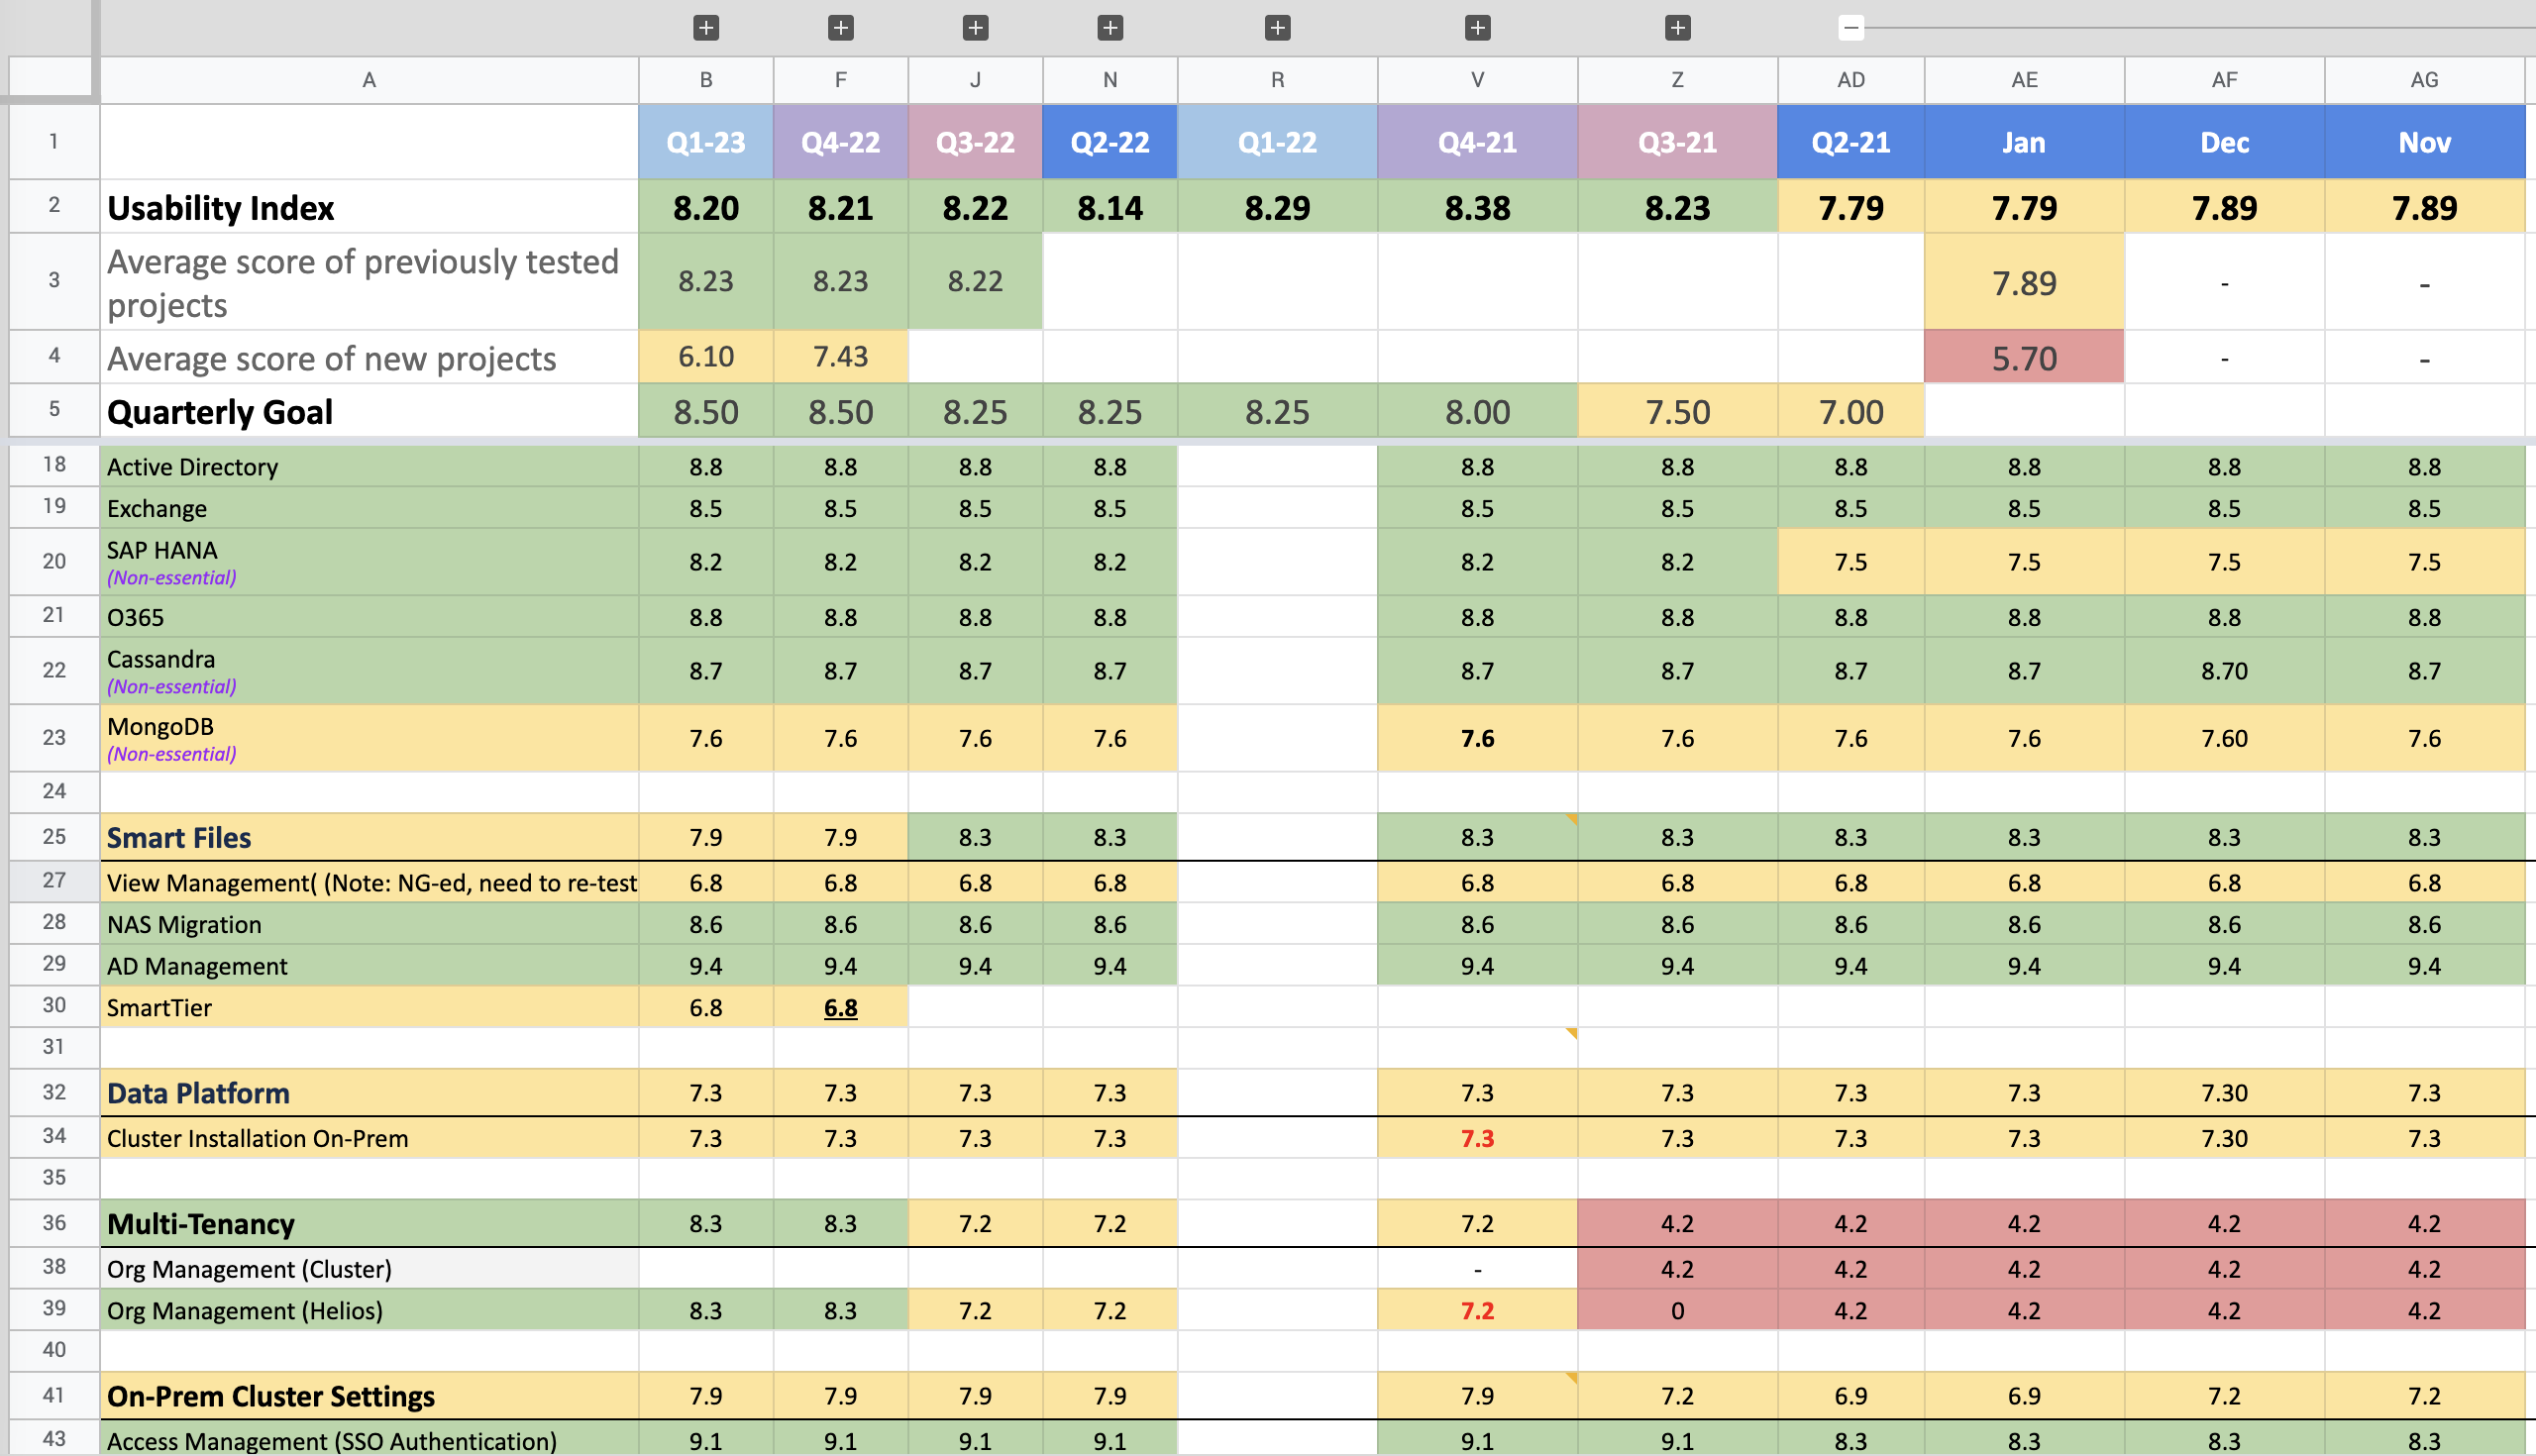 A B F J N R V Z AD AE AF AG
1 Q1-23 Q4-22 Q3-22 Q2-22 Q1-22 Q4-21 Q3-21 Q2-21 Jan Dec Nov
2 Usability Index 8.20 8.21 8.22 8.14 8.29 8.38 8.23 7.79 7.79 7.89 7.89
3 Average score of previously tested
projects 8.23 8.23 8.22 7.89 - -
4 Average score of new projects 6.10 7.43 5.70 - -
5 Quarterly Goal 8.50 8.50 8.25 8.25 8.25 8.00 7.50 7.00
18 Active Directory 8.8 8.8 8.8 8.8 8.8 8.8 8.8 8.8 8.8 8.8
19 Exchange 8.5 8.5 8.5 8.5 8.5 8.5 8.5 8.5 8.5 8.5
20 SAP HANA
(Non-essential) 8.2 8.2 8.2 8.2 8.2 8.2 7.5 7.5 7.5 7.5
21 O365 8.8 8.8 8.8 8.8 8.8 8.8 8.8 8.8 8.8 8.8
22 Cassandra
(Non-essential) 8.7 8.7 8.7 8.7 8.7 8.7 8.7 8.7 8.70 8.7
23 MongoDB
(Non-essential) 7.6 7.6 7.6 7.6 7.6 7.6 7.6 7.6 7.60 7.6
24
25 Smart Files 7.9 7.9 8.3 8.3 8.3 8.3 8.3 8.3 8.3 8.3
27 View Management( (Note: NG-ed, need to re-test 6.8 6.8 6.8 6.8 6.8 6.8 6.8 6.8 6.8 6.8
28 NAS Migration 8.6 8.6 8.6 8.6 8.6 8.6 8.6 8.6 8.6 8.6
29 AD Management 9.4 9.4 9.4 9.4 9.4 9.4 9.4 9.4 9.4 9.4
30 SmartTier 6.8 6.8
31
32 Data Platform 7.3 7.3 7.3 7.3 7.3 7.3 7.3 7.3 7.30 7.3
34 Cluster Installation On-Prem 7.3 7.3 7.3 7.3 7.3 7.3 7.3 7.3 7.30 7.3
35
36 Multi-Tenancy 8.3 8.3 7.2 7.2 7.2 4.2 4.2 4.2 4.2 4.2
38 Org Management (Cluster) - 4.2 4.2 4.2 4.2 4.2
39 Org Management (Helios) 8.3 8.3 7.2 7.2 7.2 0 4.2 4.2 4.2 4.2
40
41 On-Prem Cluster Settings 7.9 7.9 7.9 7.9 7.9 7.2 6.9 6.9 7.2 7.2
43 Access Management (SSO Authentication) 9.1 9.1 9.1 9.1 9.1 9.1 8.3 8.3 8.3 8.3